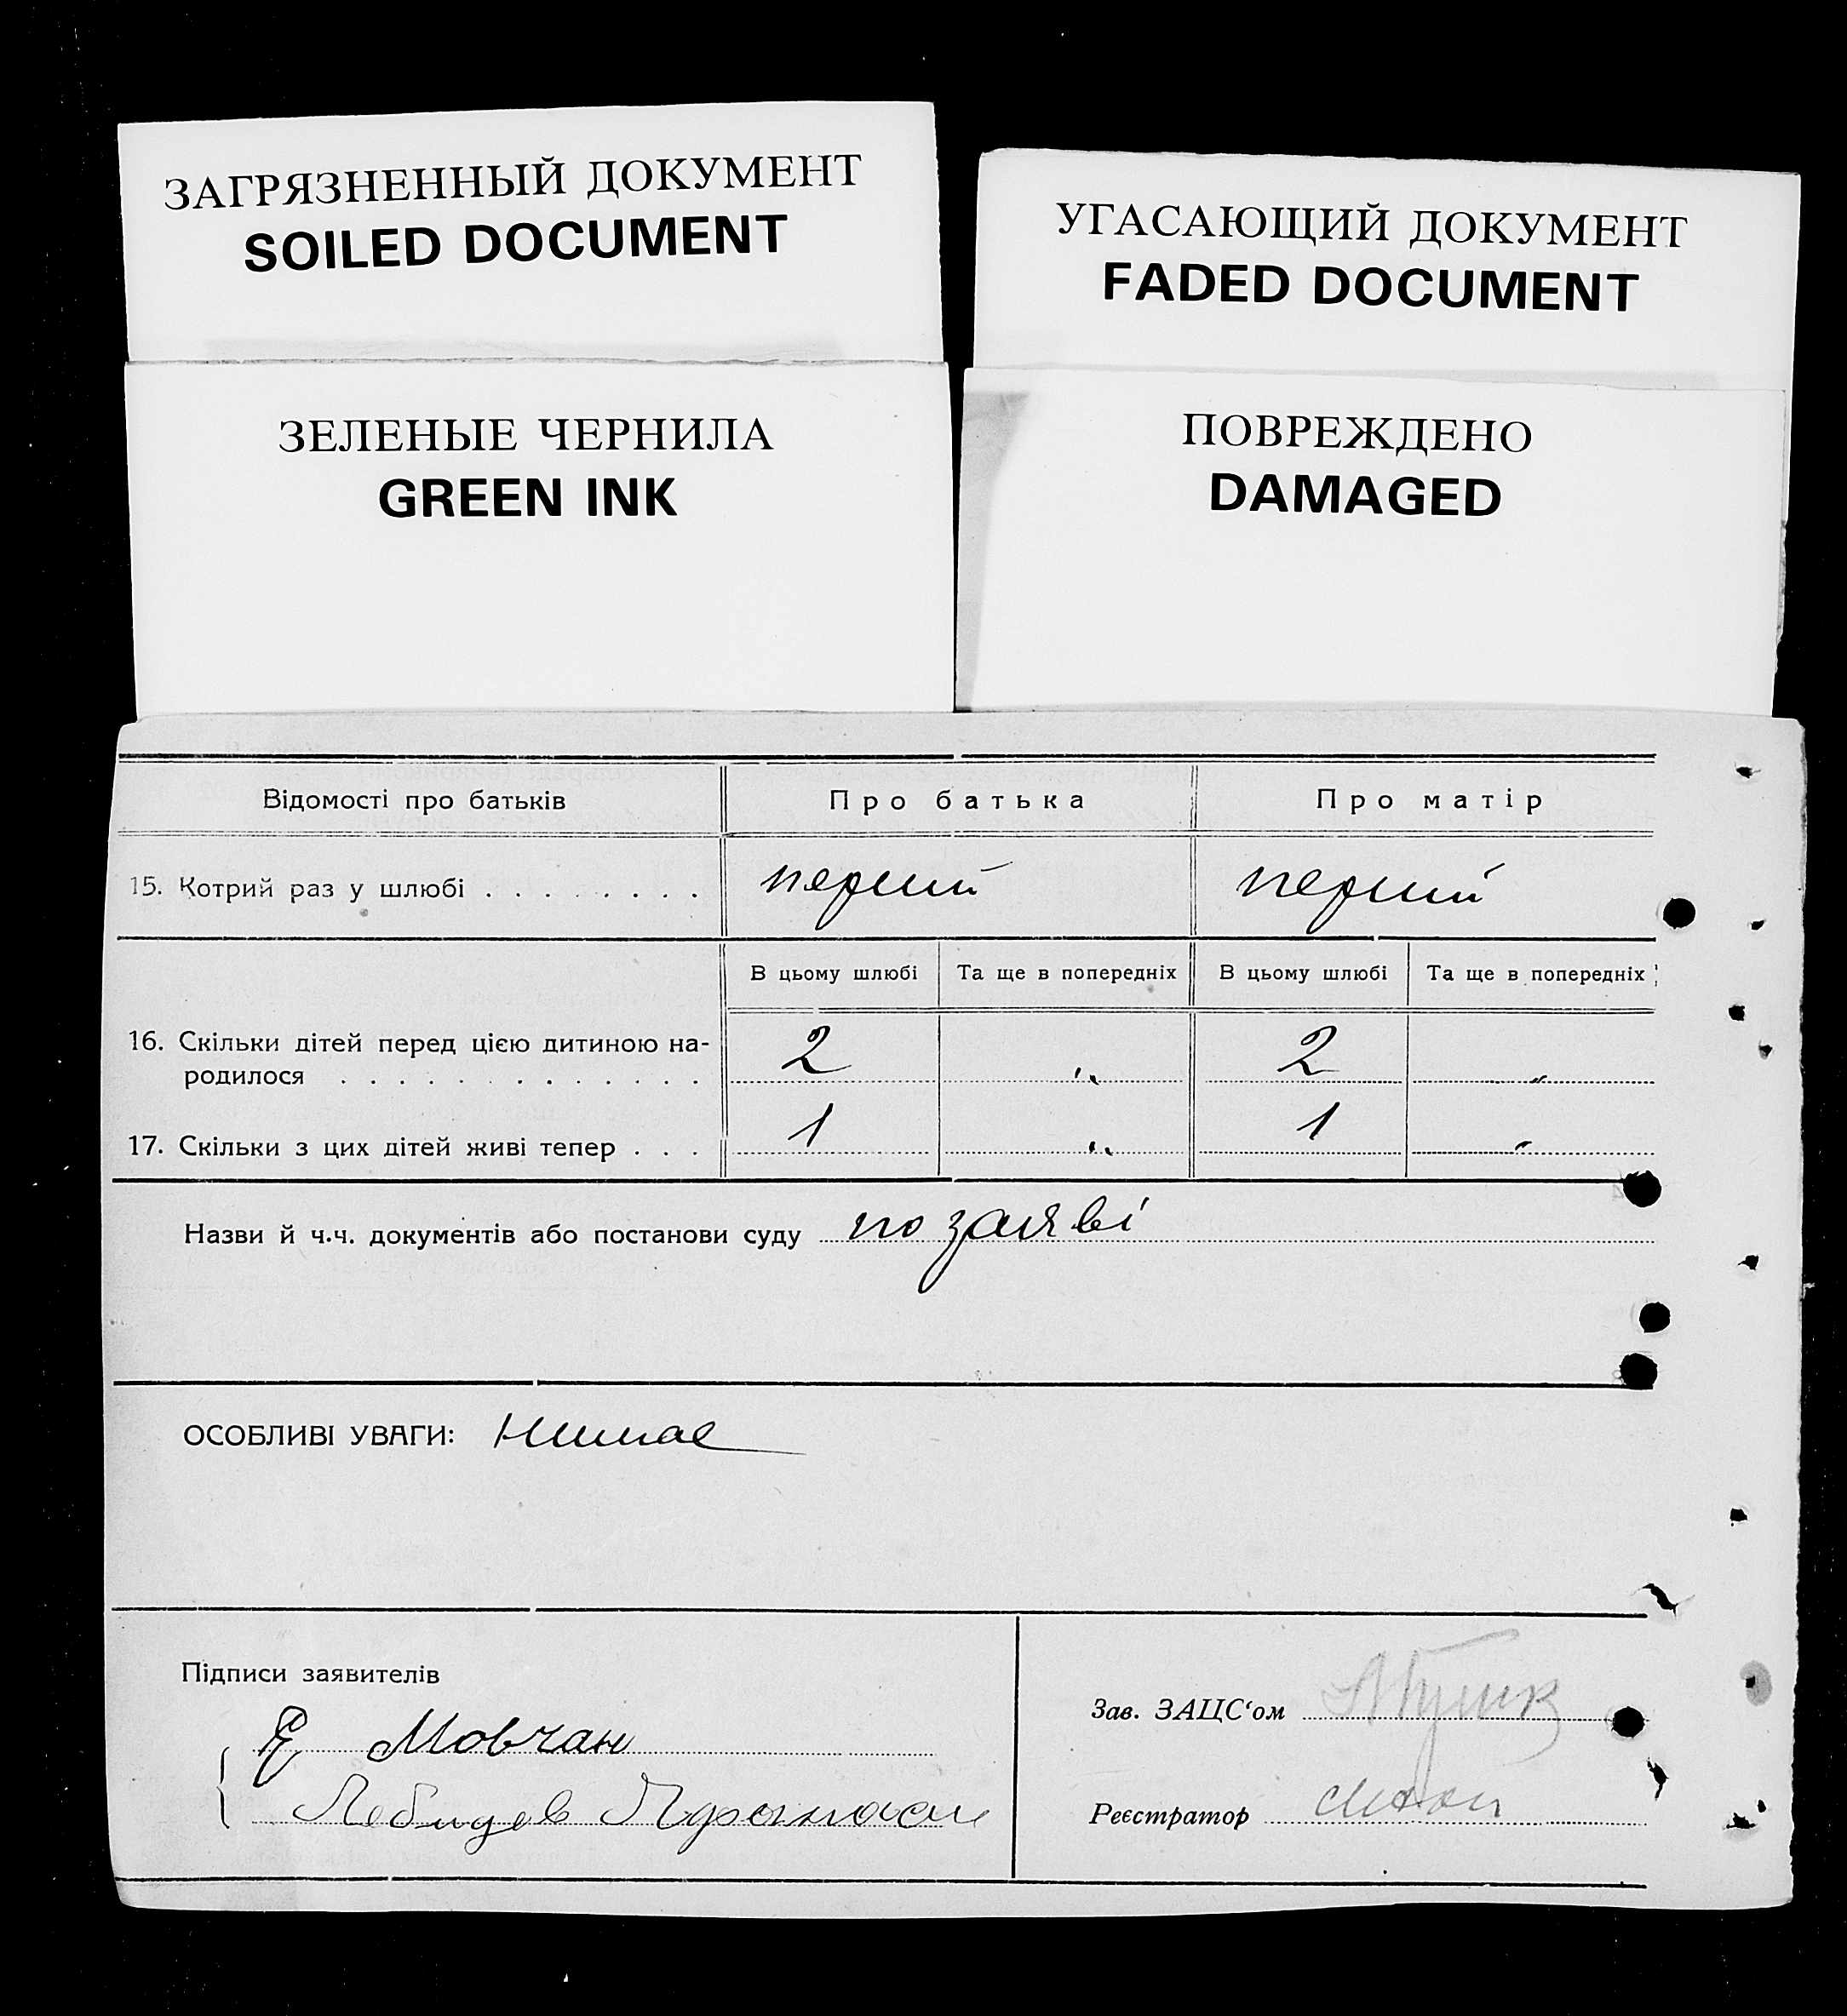 ЗАГРЯЗНЕННЫЙ ДОКУМЕНТ
SOILED DOCUMENT
УГАСАЮЩИЙ ДОКУМЕНТ
FADED DOCUMENT
ЗЕЛЕНЫЕ ЧЕРНИЛА
GREEN INK
ПОВРЕЖДЕНО
DAMAGED
Відомості про батьків Про батька Про матір
15. Котрий раз у шлюбі . . . . . . . . перший перший
В цьому шлюбі Та ще в попередніх В цьому шлюбі Та ще в попередніх
16. Скільки дітей перед цією дитиною на-
родилося . . . . . . . . . . . . . 2 „ 2 „
17. Скільки з цих дітей живі тепер . . . 1 „ 1 „
Назви й ч.ч. документів або постанови суду по заяві
ОСОБЛИВІ УВАГИ: Нимае
Підписи заявителів
Мовчан
Зав. ЗАЦС‘ом
Реєстратор